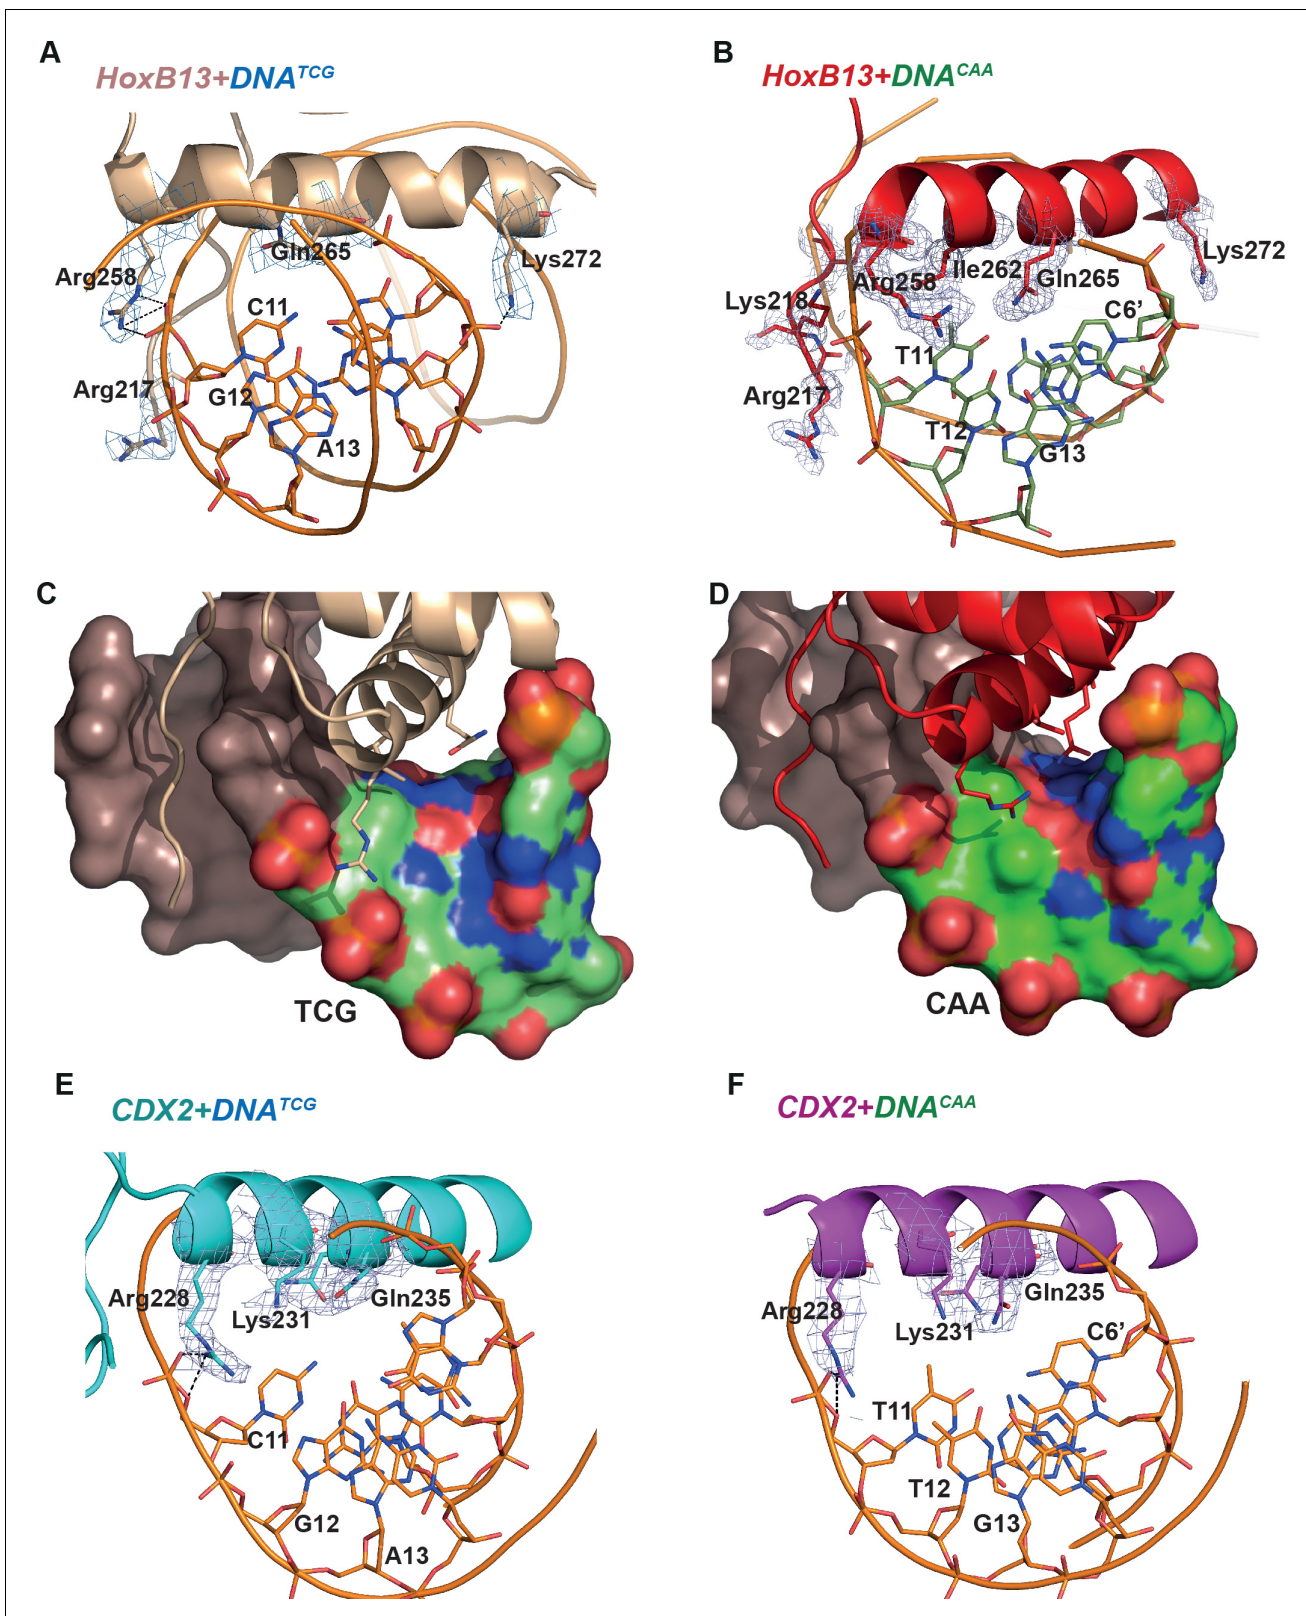 A
HoxB13+DNA^TCG
Arg258
Gln265
Lys272
C11
Arg217
G12
A13
B
HoxB13+DNA^CAA
Lys272
Ile262
Arg258
Gln265
Lys218
C6’
T11
Arg217
T12
G13
C
TCG
D
CAA
E
CDX2+DNA^TCG
Arg228
Gln235
Lys231
C11
G12
A13
F
CDX2+DNA^CAA
Arg228
Gln235
Lys231
C6’
T11
T12
G13